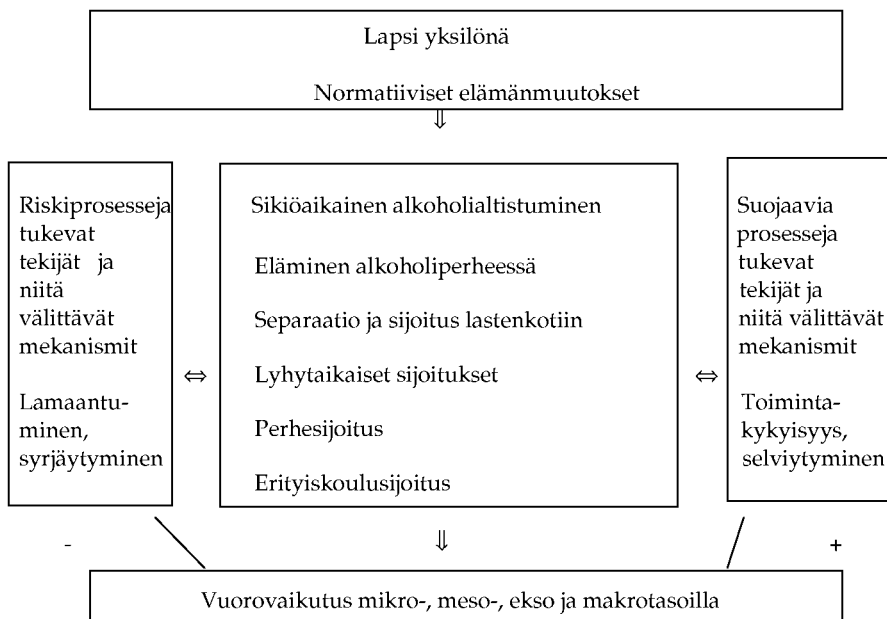 Lapsi yksilönä
Normatiiviset elämänmuutokset
⇓
Riskiprosesseja
tukevat
tekijät ja
niitä
välittävät
mekanismit
Lamaantu-
minen,
syrjäytyminen
⇔
Sikiöaikainen alkoholialtistuminen
Eläminen alkoholiperheessä
Separaatio ja sijoitus lastenkotiin
Lyhytaikaiset sijoitukset
Perhesijoitus
Erityiskoulusijoitus
⇔
Suojaavia
prosesseja
tukevat
tekijät ja
niitä välittävät
mekanismit
Toiminta-
kykyisyys,
selviytyminen
-
⇓
+
Vuorovaikutus mikro-, meso-, ekso ja makrotasoilla